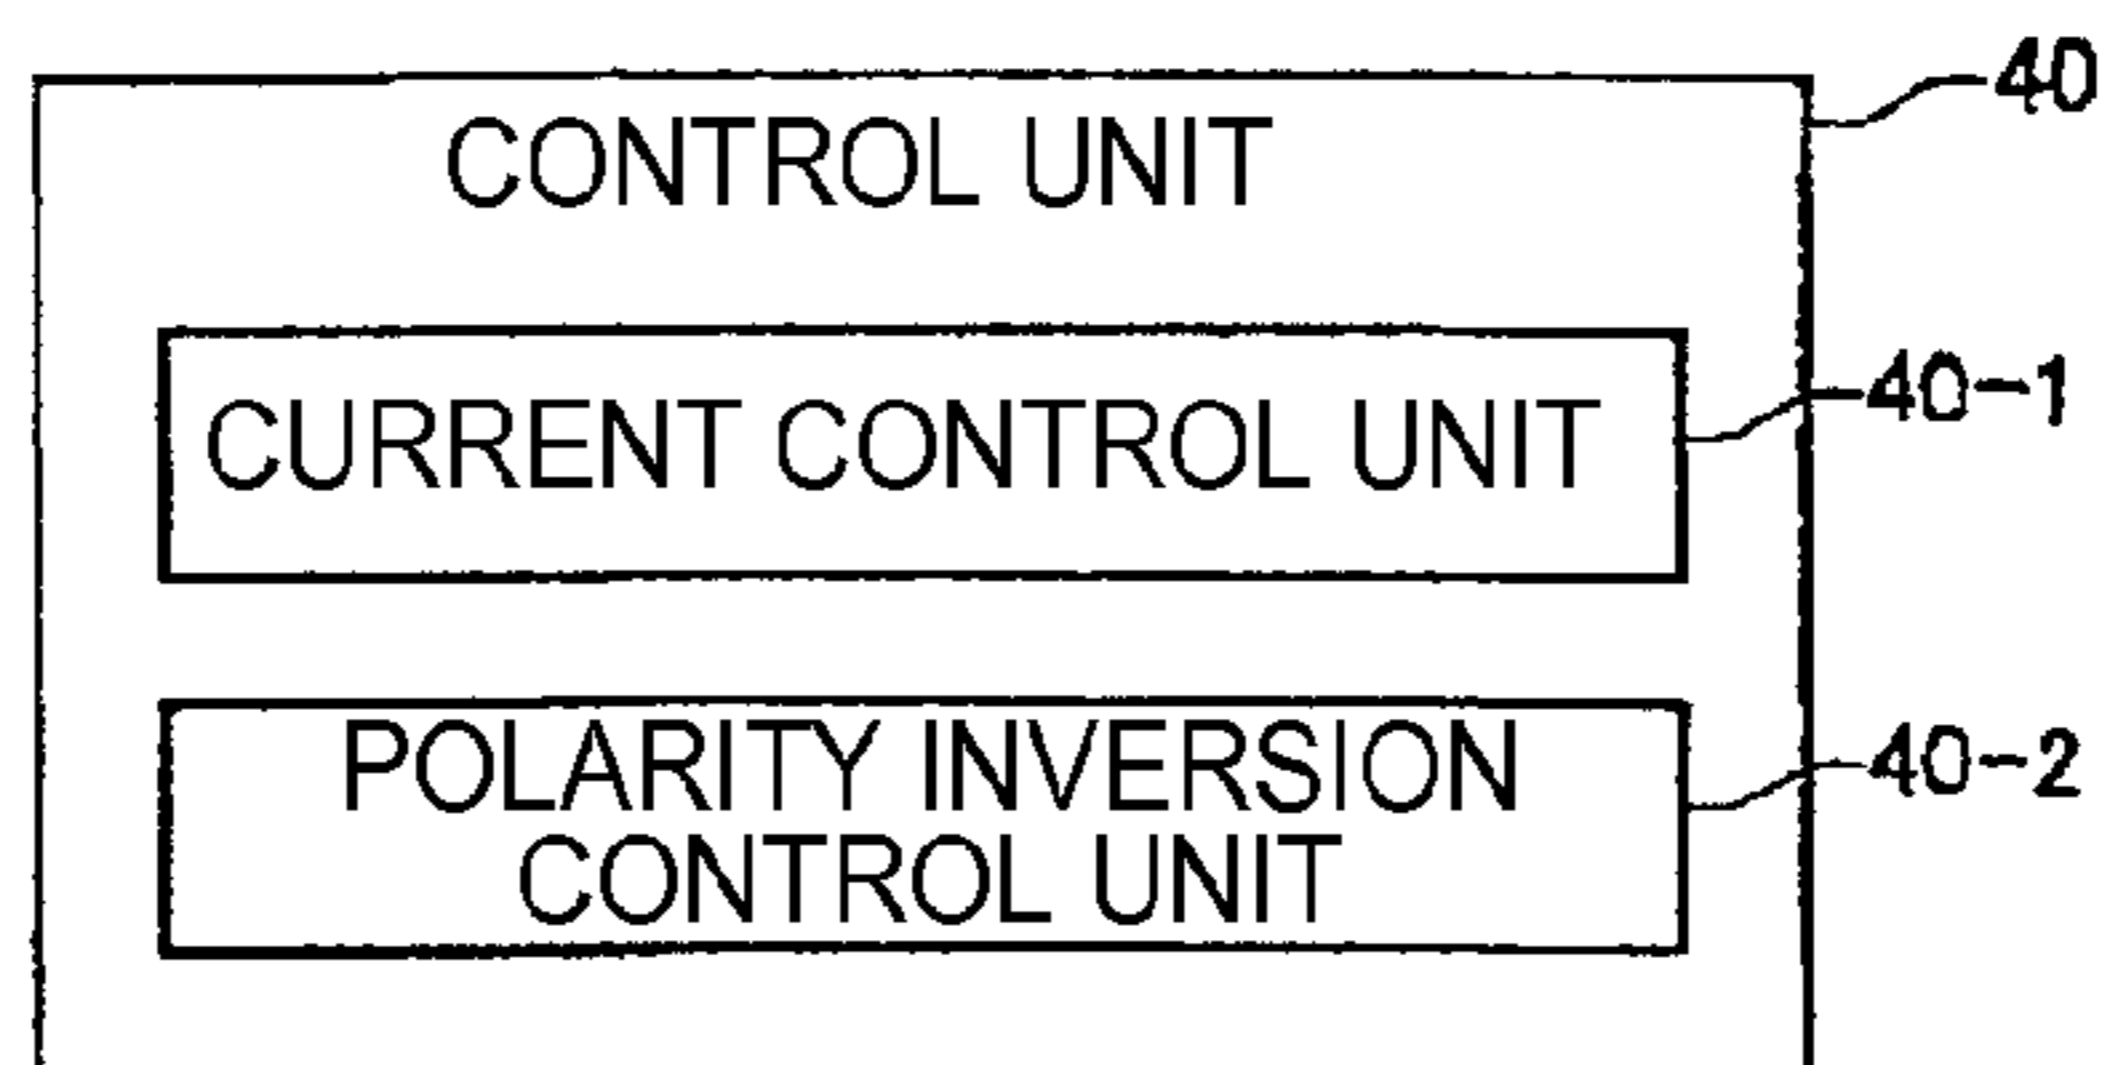 40
CONTROL UNIT
CURRENT CONTROL UNIT
40-1
POLARITY INVERSION
CONTROL UNIT
40-2